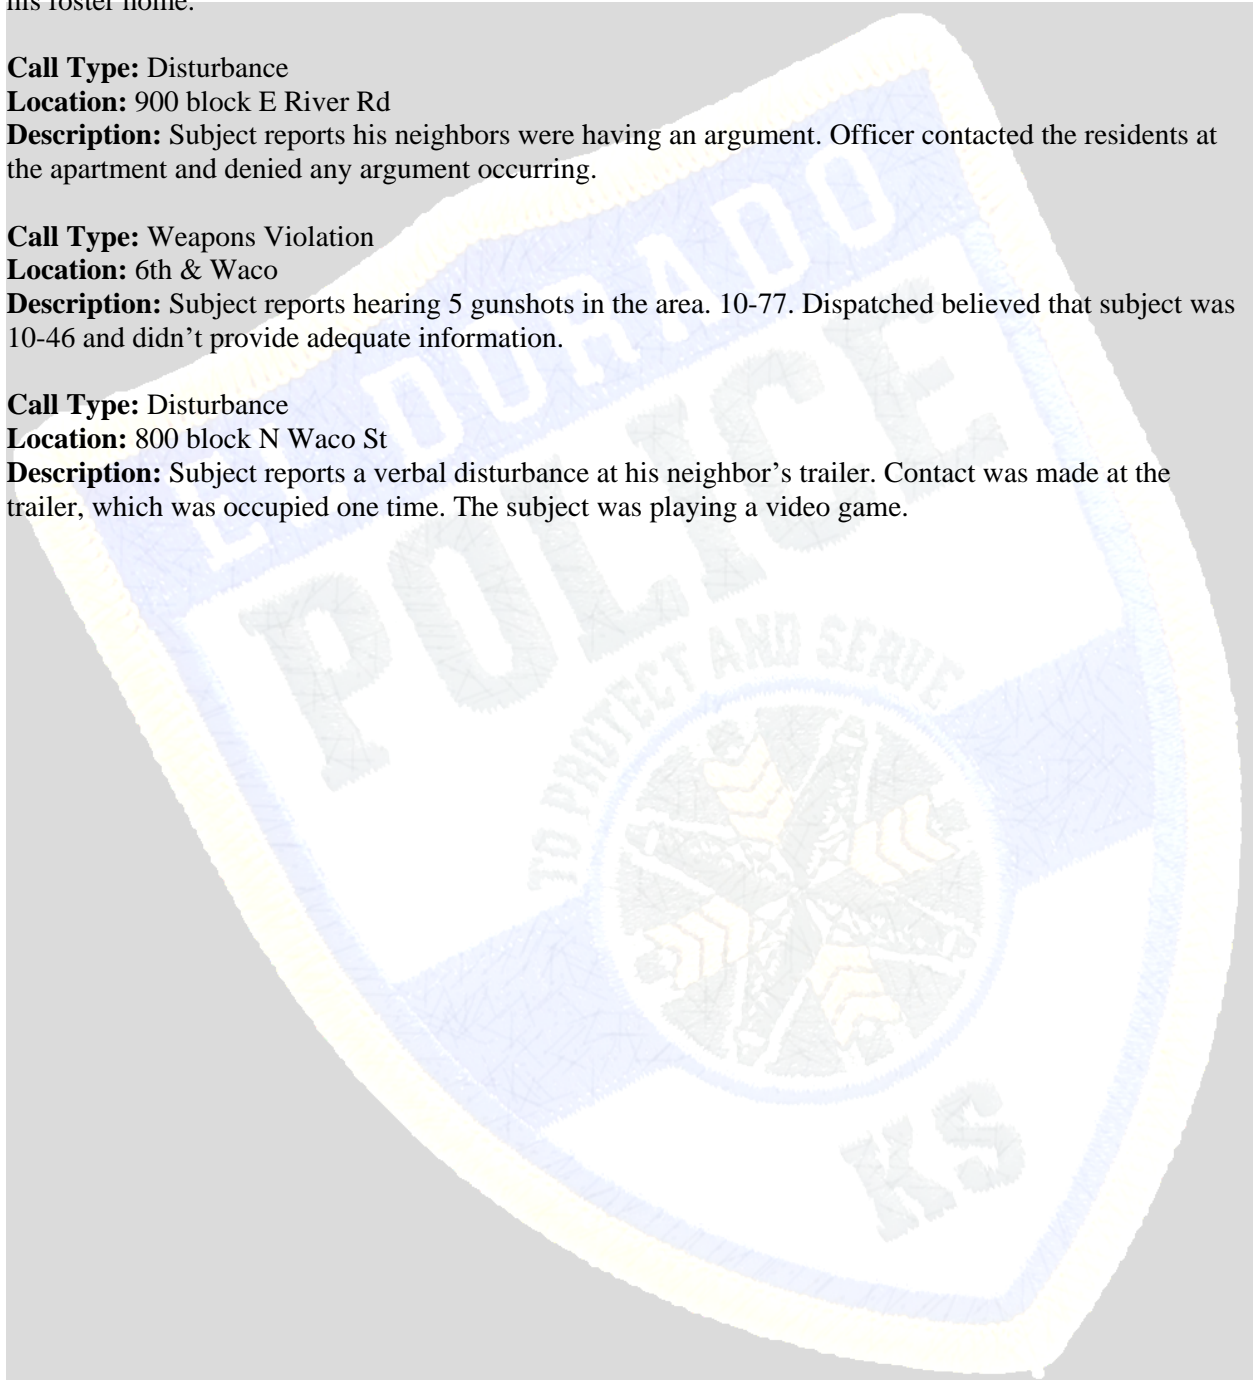 his foster home.
Call Type: Disturbance
Location: 900 block E River Rd
Description: Subject reports his neighbors were having an argument. Officer contacted the residents at
the apartment and denied any argument occurring.
Call Type: Weapons Violation
Location: 6th & Waco
Description: Subject reports hearing 5 gunshots in the area. 10-77. Dispatched believed that subject was
10-46 and didn’t provide adequate information.
Call Type: Disturbance
Location: 800 block N Waco St
Description: Subject reports a verbal disturbance at his neighbor’s trailer. Contact was made at the
trailer, which was occupied one time. The subject was playing a video game.
EL DORADO
POLICE
TO PROTECT AND SERVE
KS